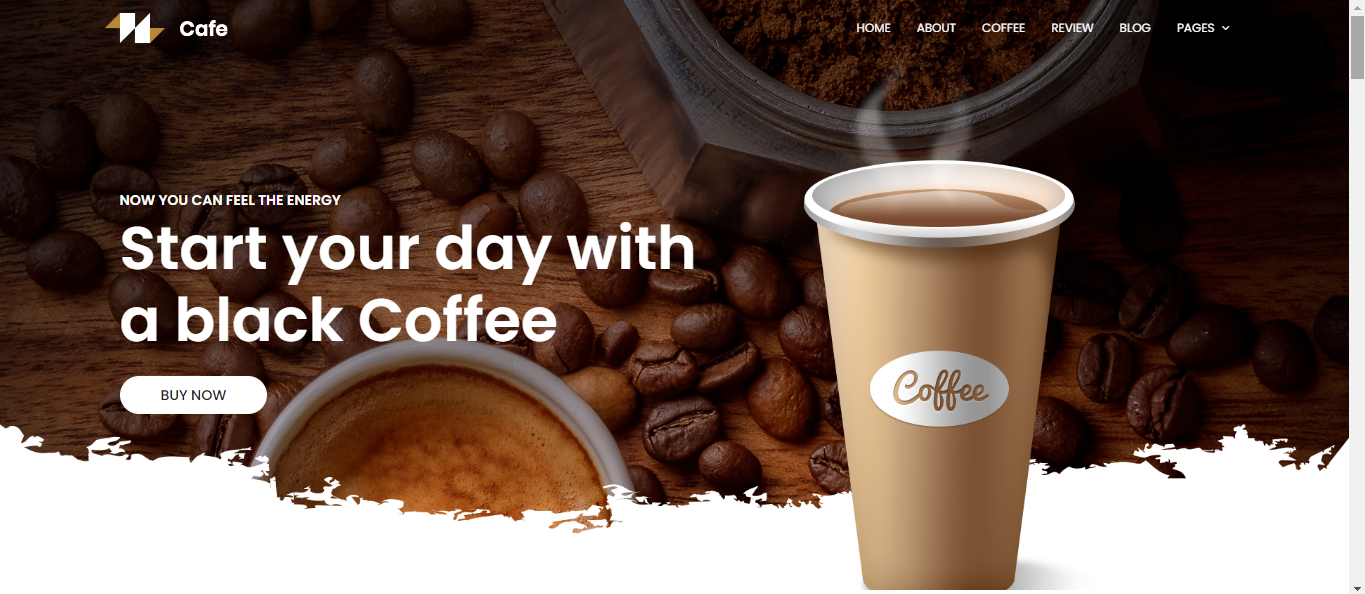 Cafe
HOME ABOUT COFFEE REVIEW BLOG PAGES
NOW YOU CAN FEEL THE ENERGY
Start your day with
a black Coffee
BUY NOW
Coffee